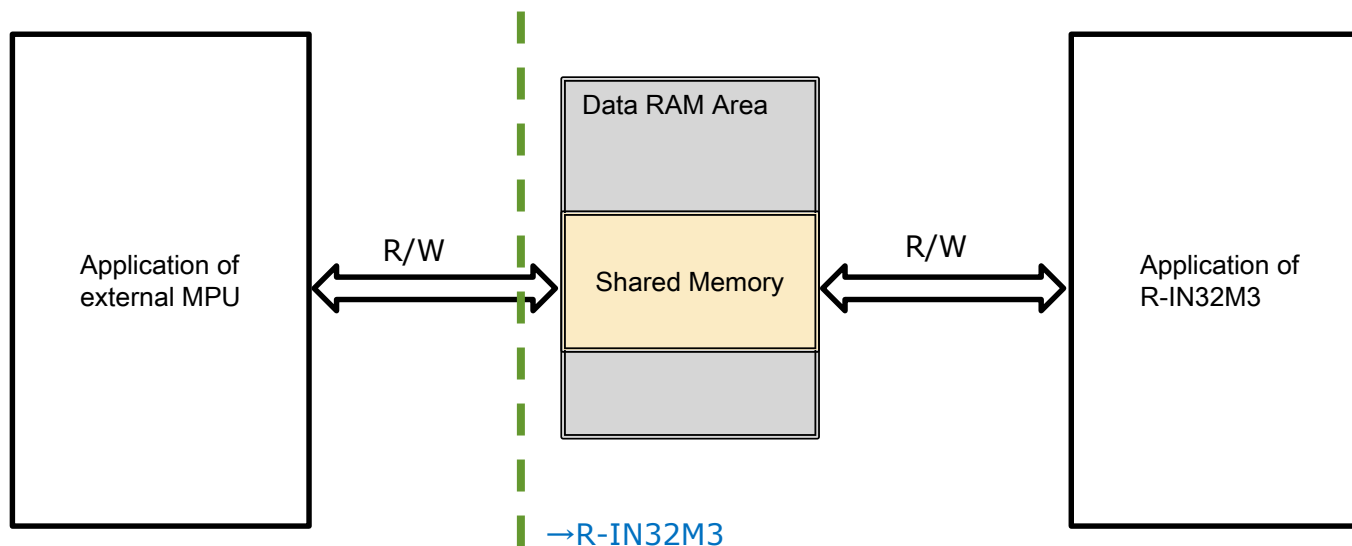 Data RAM Area
R/W
R/W
Application of
external MPU
Shared Memory
Application of
R-IN32M3
→R-IN32M3